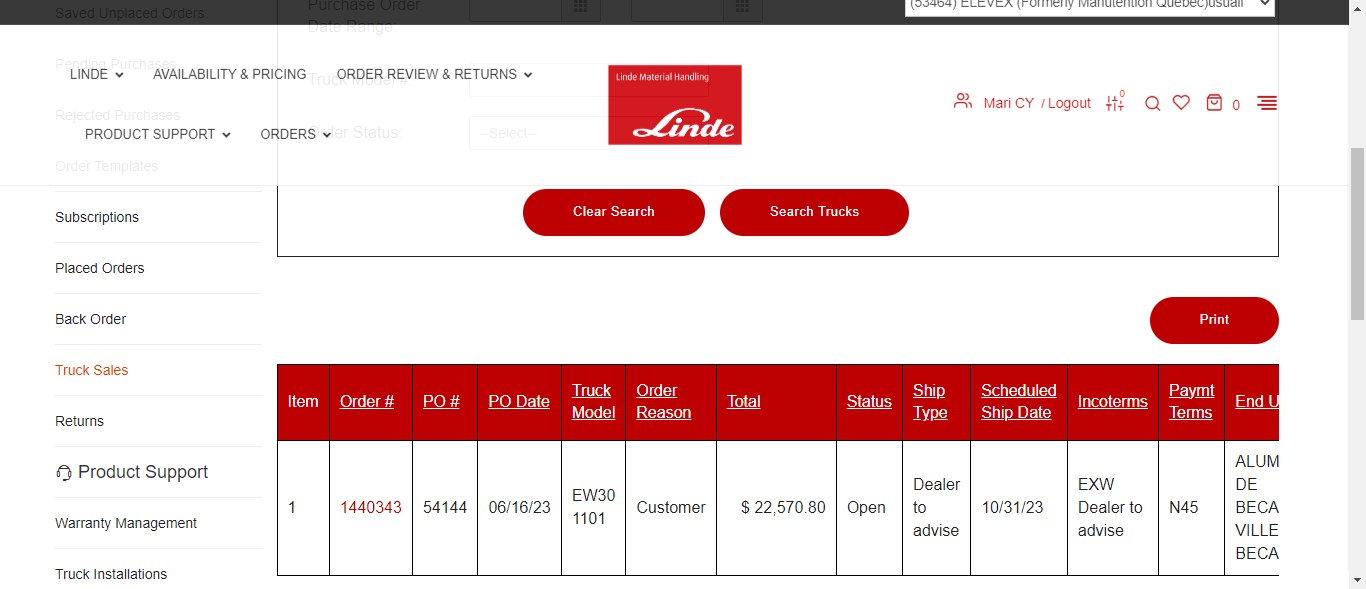 Saved Unplaced Orders
Purchase Order
Date Range:
(53464) ELEVEX (Formerly Manutention Quebec)usuall
Pending Purchases
LINDE
AVAILABILITY & PRICING
ORDER REVIEW & RETURNS
Truck Model #:
Linde Material Handling
Linde
Mari CY / Logout
0
0
Rejected Purchases
PRODUCT SUPPORT
ORDERS
Order Status:
--Select--
Order Templates
Subscriptions
Clear Search
Search Trucks
Placed Orders
Back Order
Print
Truck Sales
Returns
Product Support
Warranty Management
Truck Installations
Item Order # PO # PO Date Truck Model Order Reason Total Status Ship Type Scheduled Ship Date Incoterms Paymt Terms End U
1 1440343 54144 06/16/23 EW30 1101 Customer $ 22,570.80 Open Dealer to advise 10/31/23 EXW Dealer to advise N45 ALUM DE BECA VILLE BECA